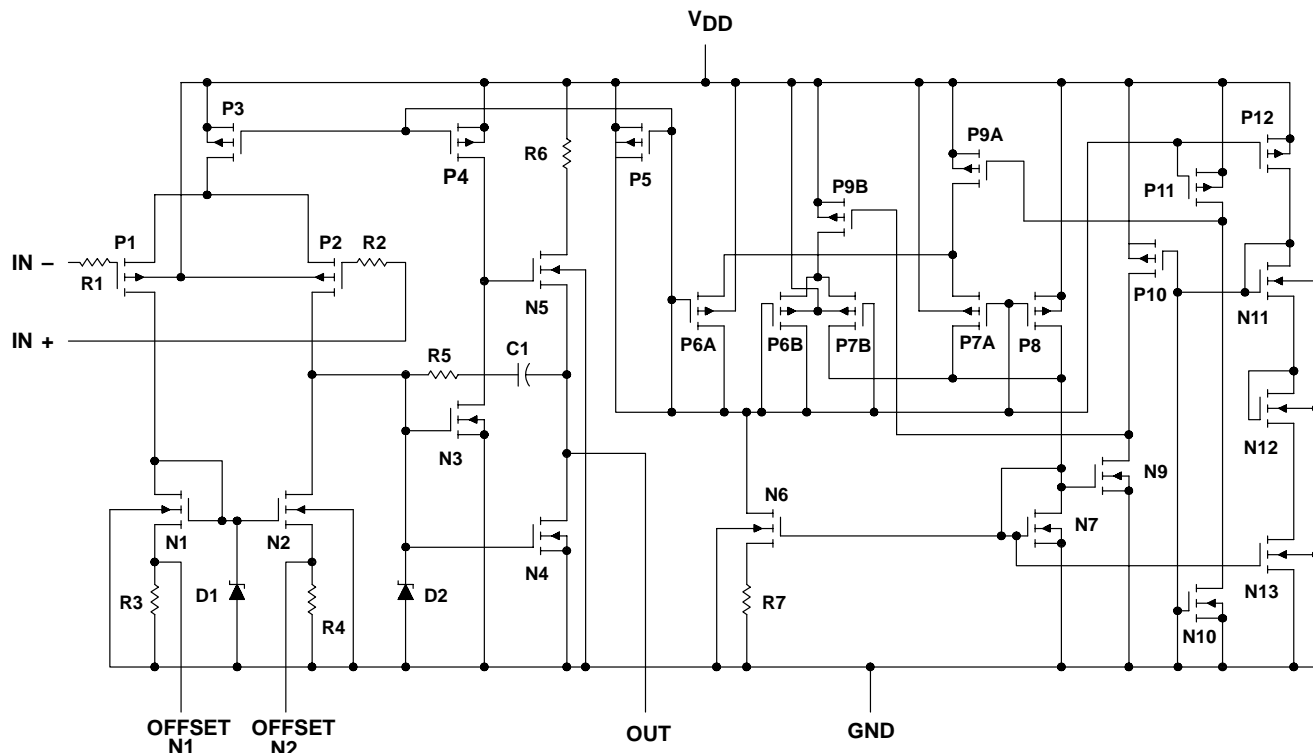 VDD
P3
P4
R6
P5
P9A
P12
P9B
P11
P1
P2
R2
IN −
R1
N5
P10
N11
P6A
P6B
P7B
P7A
P8
IN +
R5
C1
N3
N12
N9
N1
N2
N6
N7
N4
R3
D1
R4
D2
R7
N13
N10
OFFSET
N1
OFFSET
N2
OUT
GND